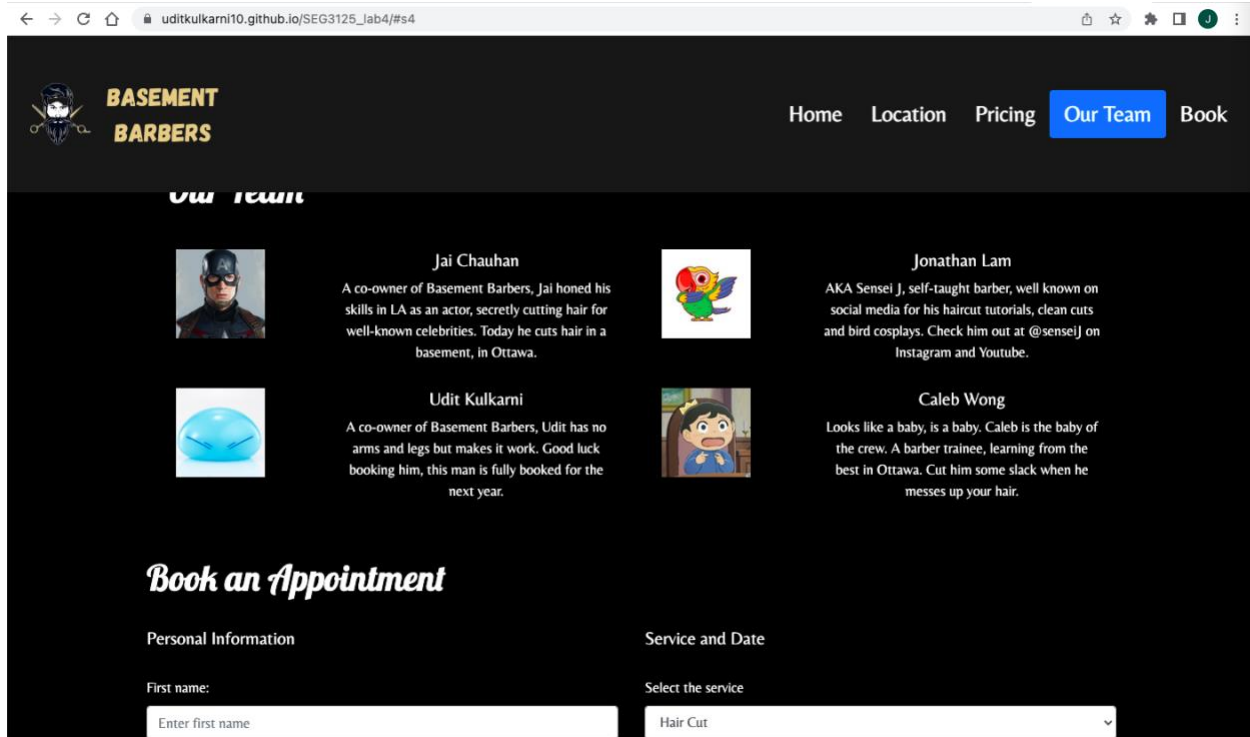 uditkulkarni10.github.io/SEG3125_lab4/#s4
J
BASEMENT
BARBERS
Home Location Pricing Our Team Book
Our Team
Jai Chauhan
A co-owner of Basement Barbers, Jai honed his
skills in LA as an actor, secretly cutting hair for
well-known celebrities. Today he cuts hair in a
basement, in Ottawa.
Jonathan Lam
AKA Sensei J, self-taught barber, well known on
social media for his haircut tutorials, clean cuts
and bird cosplays. Check him out at @senseiJ on
Instagram and Youtube.
Udit Kulkarni
A co-owner of Basement Barbers, Udit has no
arms and legs but makes it work. Good luck
booking him, this man is fully booked for the
next year.
Caleb Wong
Looks like a baby, is a baby. Caleb is the baby of
the crew. A barber trainee, learning from the
best in Ottawa. Cut him some slack when he
messes up your hair.
Book an Appointment
Personal Information
First name:
Enter first name
Service and Date
Select the service
Hair Cut